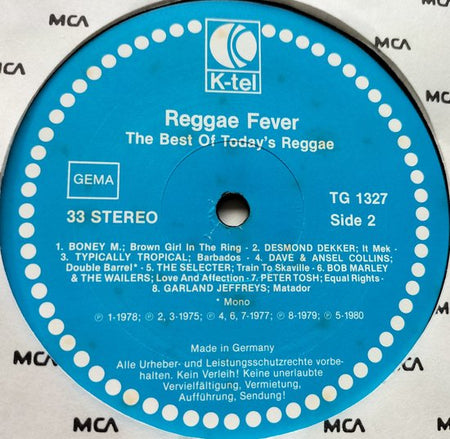 MCA
MCA
MCA
MCA
MCA
K
K-tel
Reggae Fever
The Best Of Today's Reggae
GEMA
TG 1327
33 STEREO
Side 2
1. BONEY M.; Brown Girl In The Ring · 2. DESMOND DEKKER; It Mek ·
3. TYPICALLY TROPICAL; Barbados · 4. DAVE & ANSEL COLLINS;
Double Barrel* · 5. THE SELECTER; Train To Skaville · 6. BOB MARLEY
& THE WAILERS; Love And Affection · 7. PETER TOSH; Equal Rights ·
8. GARLAND JEFFREYS; Matador
* Mono
Ⓟ 1-1978; Ⓟ 2, 3-1975; Ⓟ 4, 6, 7-1977; Ⓟ 8-1979; Ⓟ 5-1980
Made in Germany
Alle Urheber- und Leistungsschutzrechte vorbe-
halten. Kein Verleih! Keine unerlaubte
Vervielfältigung, Vermietung,
Aufführung, Sendung!
MCA
MCA
MCA
MCA